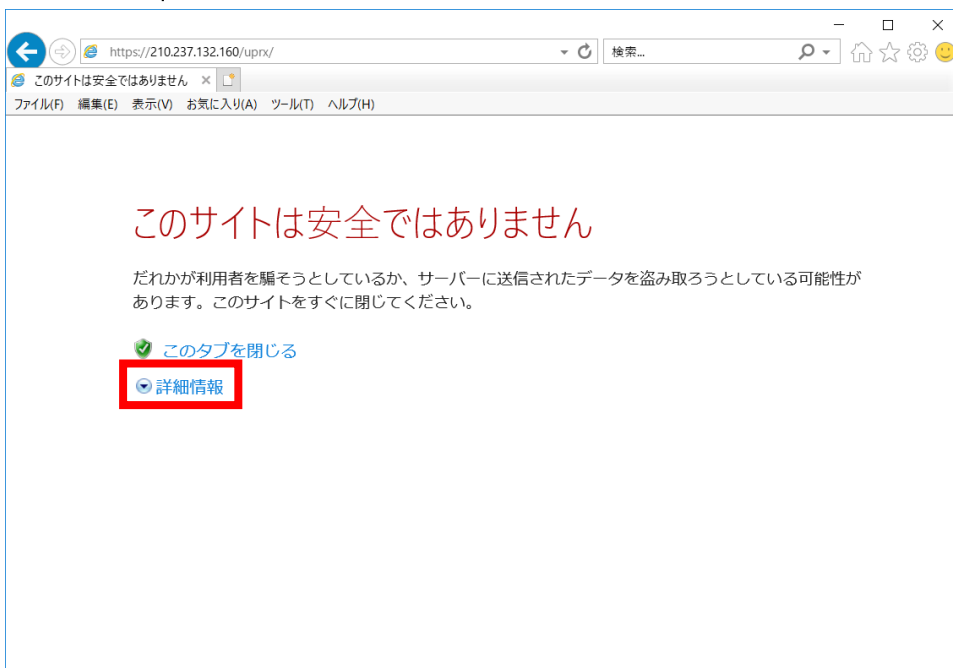 https://210.237.132.160/uprx/
検索...
このサイトは安全ではありません
ファイル(F) 編集(E) 表示(V) お気に入り(A) ツール(T) ヘルプ(H)
このサイトは安全ではありません
だれかが利用者を騙そうとしているか、サーバーに送信されたデータを盗み取ろうとしている可能性が
あります。このサイトをすぐに閉じてください。
このタブを閉じる
詳細情報